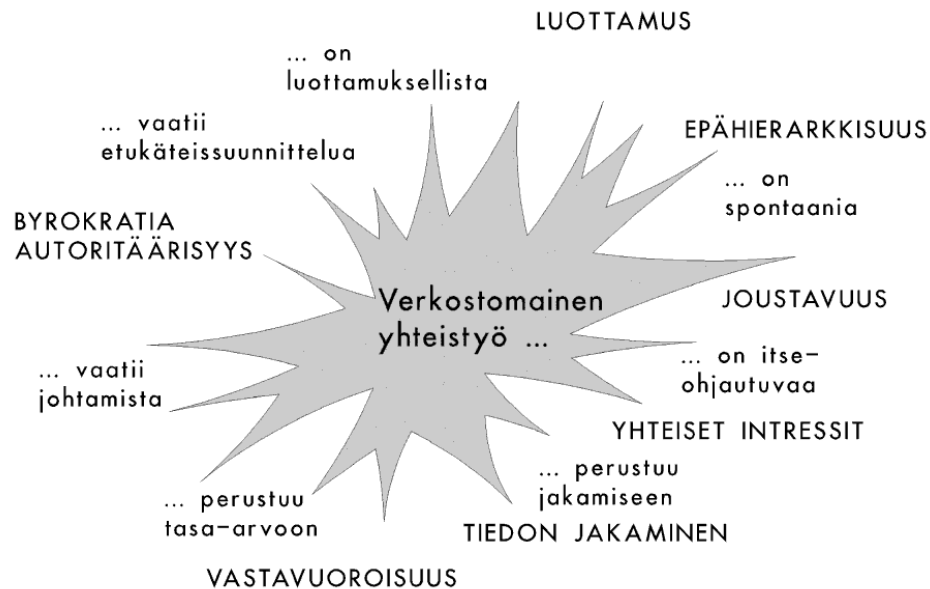 LUOTTAMUS
... on
luottamuksellista
... vaatii
etukäteissuunnittelua
EPÄHIERARKKISUUS
... on
spontaania
BYROKRATIA
AUTORITÄÄRISYYS
Verkostomainen
yhteistyö ...
JOUSTAVUUS
... vaatii
johtamista
... on itse-
ohjautuvaa
YHTEISET INTRESSIT
... perustuu
jakamiseen
... perustuu
tasa-arvoon
TIEDON JAKAMINEN
VASTAVUOROISUUS